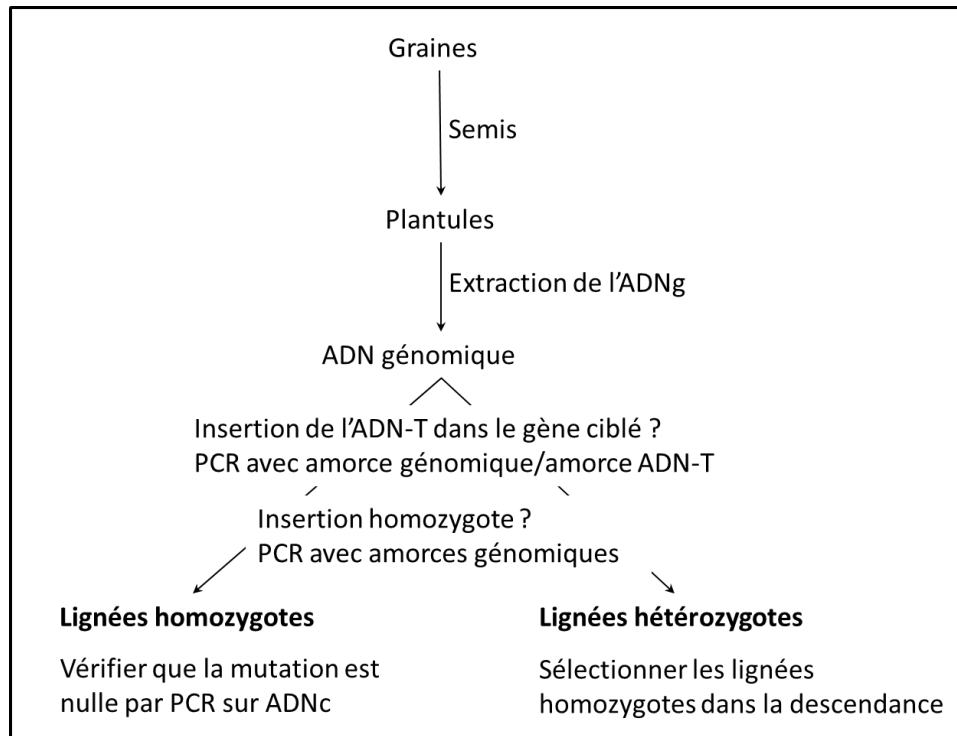 Graines
Semis
Plantules
Extraction de l'ADNg
ADN génomique
Insertion de l'ADN-T dans le gène ciblé ?
PCR avec amorce génomique/amorce ADN-T
Insertion homozygote ?
PCR avec amorces génomiques
Lignées homozygotes
Vérifier que la mutation est
nulle par PCR sur ADNc
Lignées hétérozygotes
Sélectionner les lignées
homozygotes dans la descendance